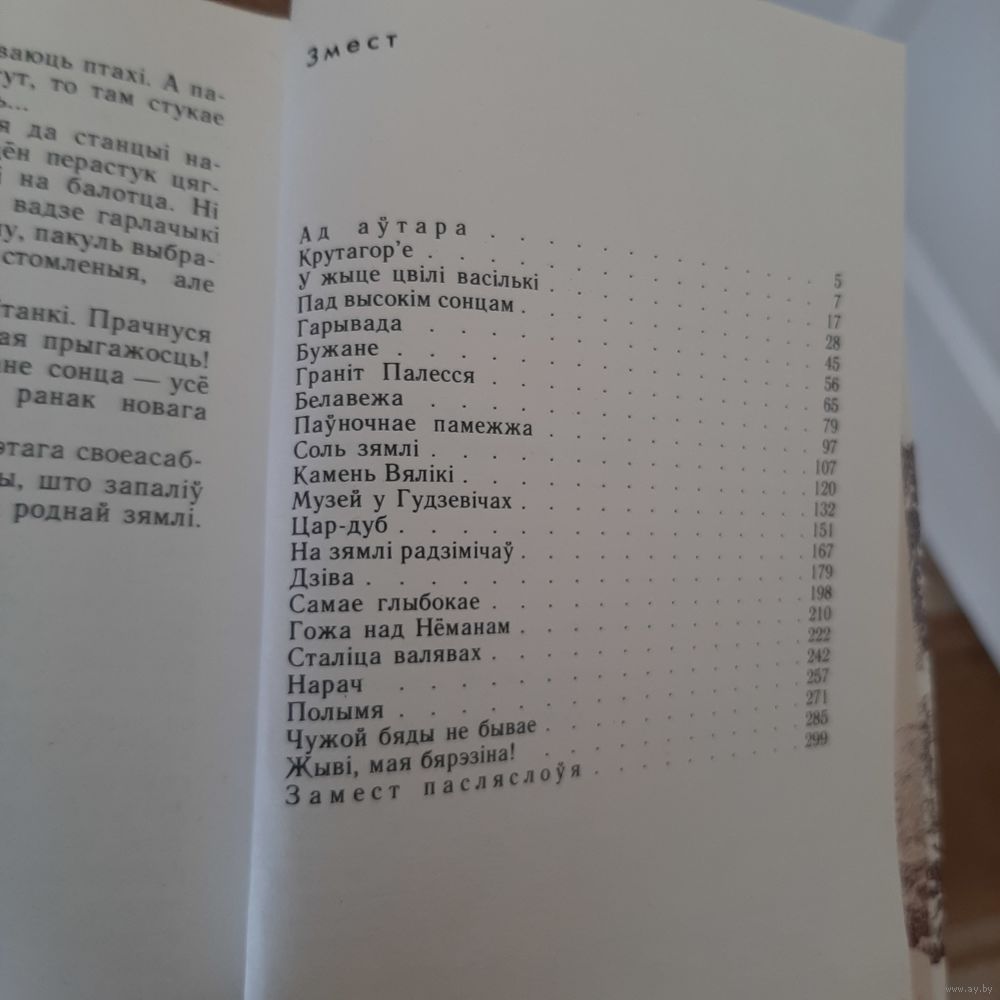 ваюць птахі. А па-
ут, то там стукае
ь...
я да станцыі на-
ён перастук цяг-
і на балотца. Ні
вадзе гарлачыкі
у, пакуль выбра-
стомленыя, але
танкі. Прачнуся
ая прыгажосць!
не сонца — усё
ранак новага
этага своеасаб-
ы, што запаліў
роднай зямлі.
Змест
Ад аўтара . . . . . . . . 5
Крутагор’е . . . . . . . . 7
У жыце цвілі васількі . . . . . . . . 17
Пад высокім сонцам . . . . . . . . 28
Гарывада . . . . . . . . 45
Бужане . . . . . . . . 56
Граніт Палесся . . . . . . . . 65
Белавежа . . . . . . . . 79
Паўночнае памежжа . . . . . . . . 97
Соль зямлі . . . . . . . . 107
Камень Вялікі . . . . . . . . 120
Музей у Гудзевічах . . . . . . . . 132
Цар-дуб . . . . . . . . 151
На зямлі радзімічаў . . . . . . . . 167
Дзіва . . . . . . . . 179
Самае глыбокае . . . . . . . . 198
Гожа над Нёманам . . . . . . . . 210
Сталіца валявах . . . . . . . . 222
Нарач . . . . . . . . 242
Полымя . . . . . . . . 257
Чужой бяды не бывае . . . . . . . . 271
Жыві, мая бярэзіна! . . . . . . . . 285
Замест пасляслоўя . . . . . . . . 299
www.ay.by